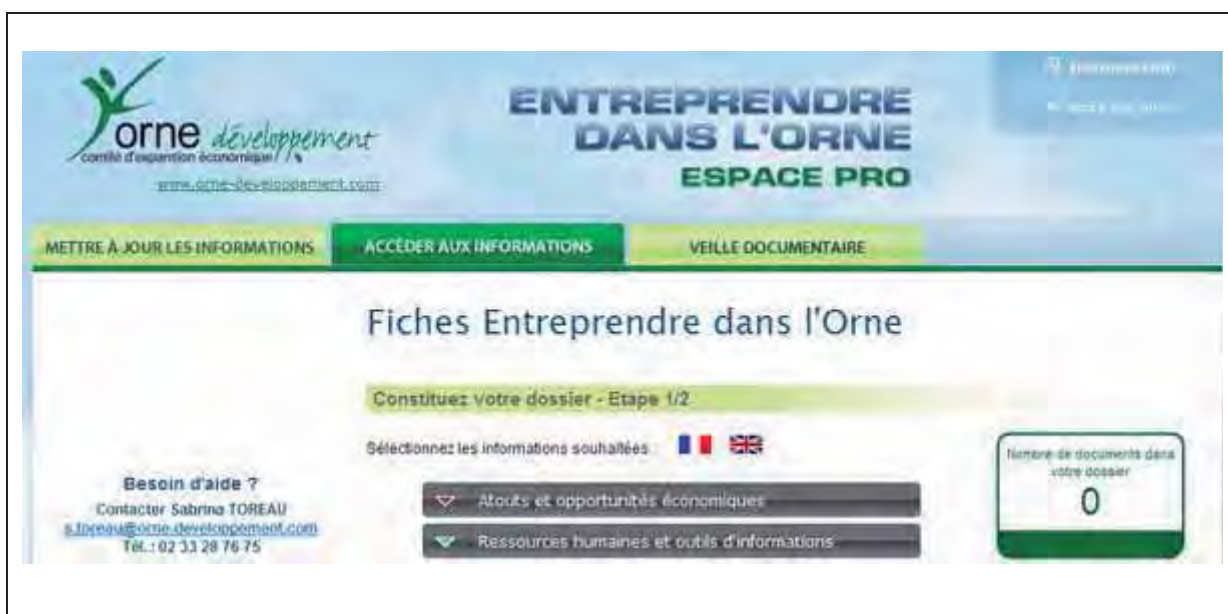 orne développement
comité d'expansion économique
www.orne-developpement.com
ENTREPRENDRE
DANS L'ORNE
ESPACE PRO
METTRE À JOUR LES INFORMATIONS
ACCÉDER AUX INFORMATIONS
VEILLE DOCUMENTAIRE
Fiches Entreprendre dans l'Orne
Constituez votre dossier - Etape 1/2
Sélectionnez les informations souhaitées
Atouts et opportunités économiques
Ressources humaines et outils d'informations
Besoin d'aide ?
Contacter Sabrina TOREAU
s.toreau@orne-developpement.com
Tél. : 02 33 28 76 75
Nombre de documents dans
votre dossier
0